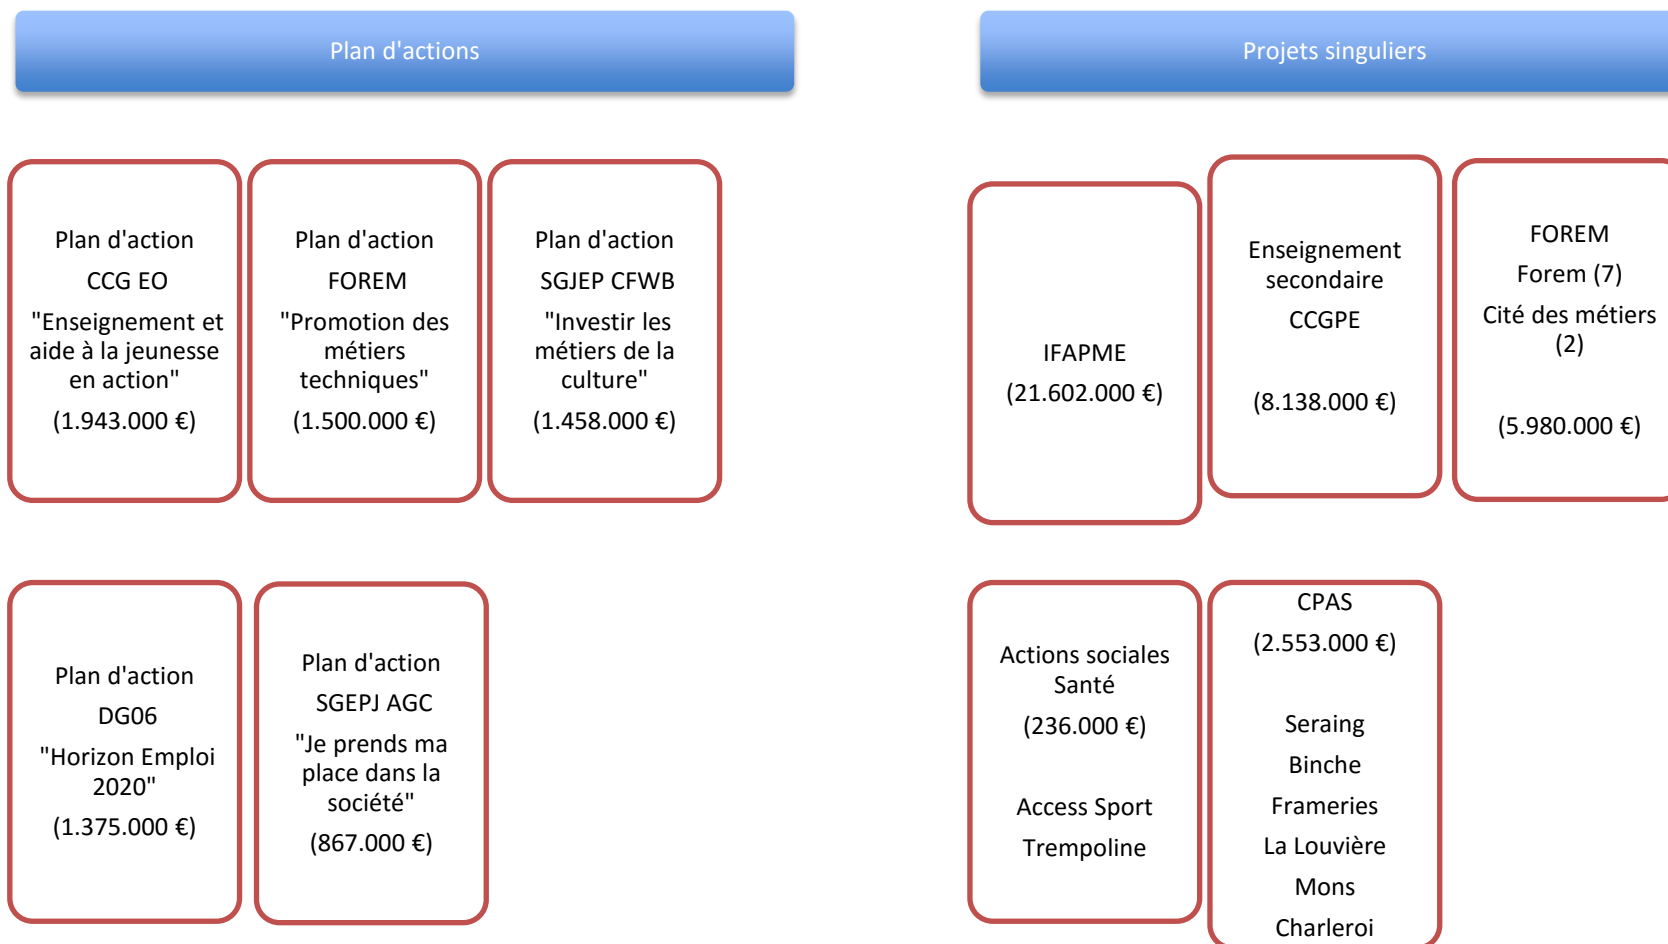 Plan d'actions
Projets singuliers
Plan d'action
CCG EO
"Enseignement et
aide à la jeunesse
en action"
(1.943.000 €)
Plan d'action
FOREM
"Promotion des
métiers
techniques"
(1.500.000 €)
Plan d'action
SGJEP CFWB
"Investir les
métiers de la
culture"
(1.458.000 €)
IFAPME
(21.602.000 €)
Enseignement
secondaire
CCGPE
(8.138.000 €)
FOREM
Forem (7)
Cité des métiers
(2)
(5.980.000 €)
Plan d'action
DG06
"Horizon Emploi
2020"
(1.375.000 €)
Plan d'action
SGEPJ AGC
"Je prends ma
place dans la
société"
(867.000 €)
Actions sociales
Santé
(236.000 €)
Access Sport
Trempoline
CPAS
(2.553.000 €)
Seraing
Binche
Frameries
La Louvière
Mons
Charleroi